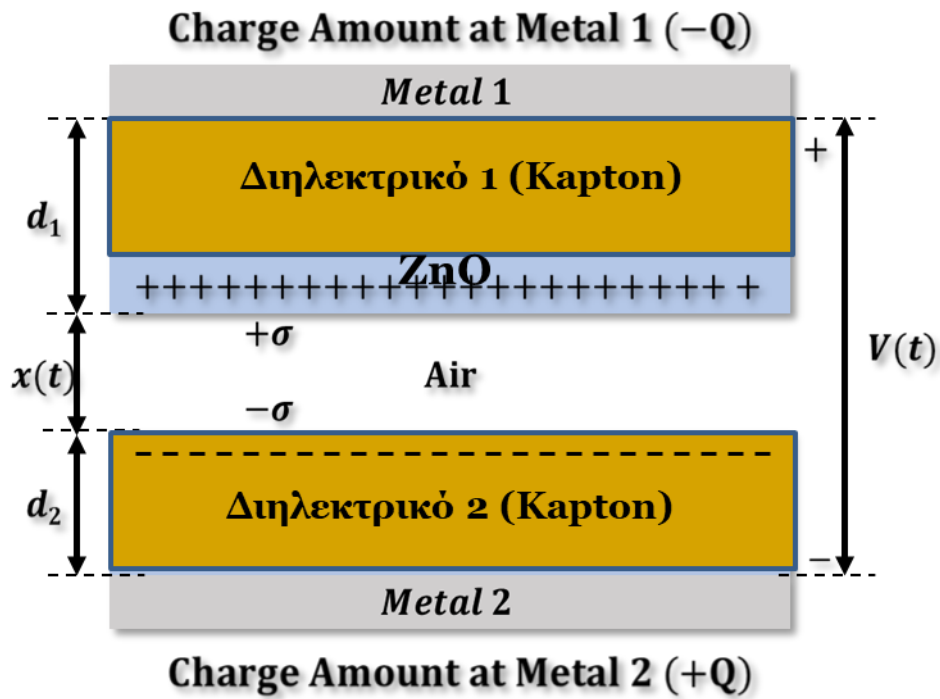 Charge Amount at Metal 1 (−Q)
Metal 1
+
Διηλεκτρικό 1 (Kapton)
d₁
ZnO
+++++++++++++++++++++++ +
+σ
x(t)
Air
V(t)
−σ
d₂
Διηλεκτρικό 2 (Kapton)
−
Metal 2
Charge Amount at Metal 2 (+Q)